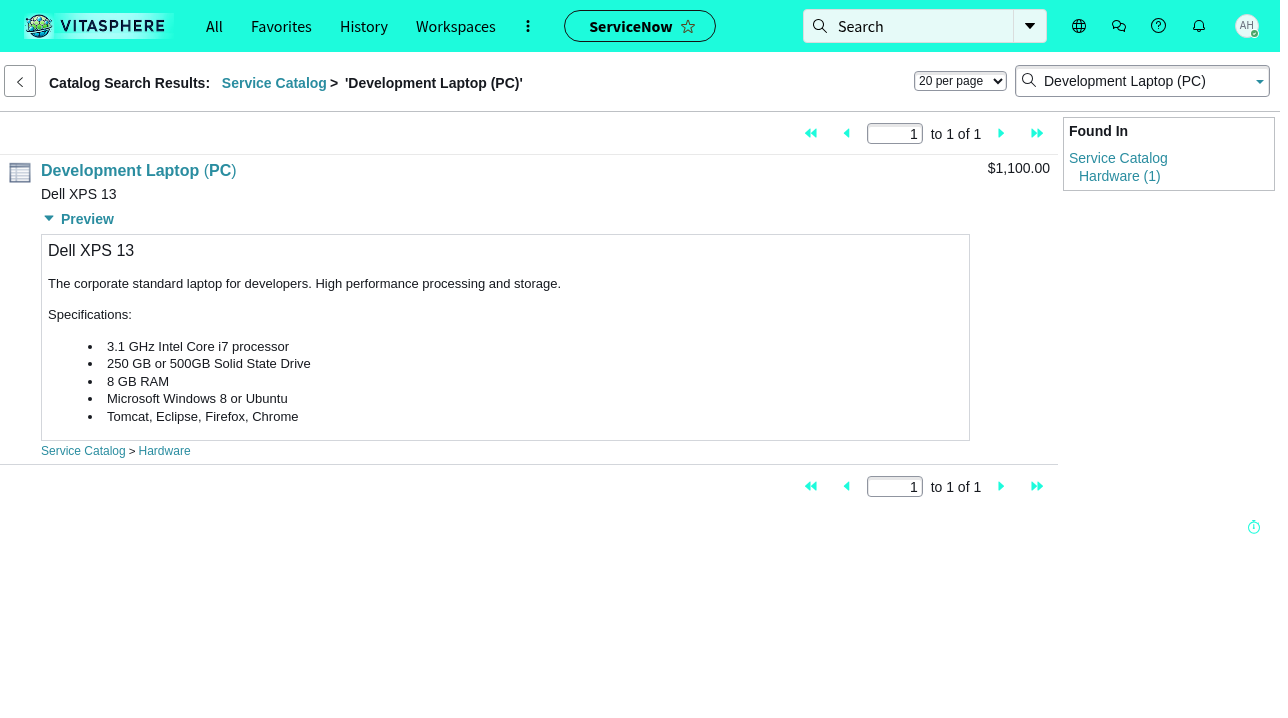 VITASPHERE All Favorites History Workspaces ServiceNow Search AH
Catalog Search Results: Service Catalog > 'Development Laptop (PC)' 20 per page Development Laptop (PC)
1 to 1 of 1
Found In
Service Catalog
Hardware (1)
Development Laptop (PC) $1,100.00
Dell XPS 13
Preview
Dell XPS 13
The corporate standard laptop for developers. High performance processing and storage.
Specifications:
• 3.1 GHz Intel Core i7 processor
• 250 GB or 500GB Solid State Drive
• 8 GB RAM
• Microsoft Windows 8 or Ubuntu
• Tomcat, Eclipse, Firefox, Chrome
Service Catalog > Hardware
1 to 1 of 1